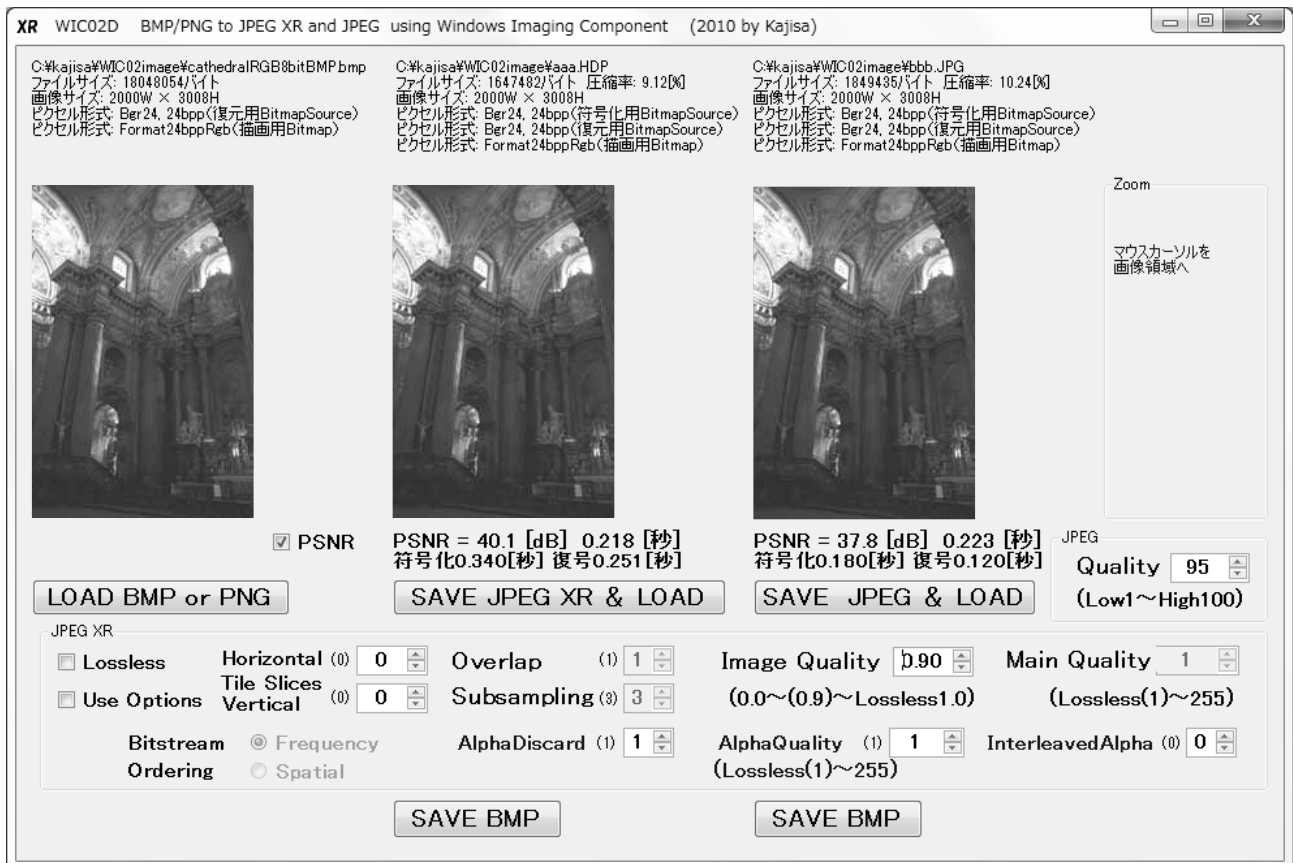 XR WIC02D BMP/PNG to JPEG XR and JPEG using Windows Imaging Component (2010 by Kajisa)
C:¥kajisa¥WIC02image¥cathedralRGB8bitBMP.bmp
ファイルサイズ: 18048054バイト
画像サイズ: 2000W × 3008H
ピクセル形式: Bgr24, 24bpp(復元用BitmapSource)
ピクセル形式: Format24bppRgb(描画用Bitmap)
C:¥kajisa¥WIC02image¥aaa.HDP
ファイルサイズ: 1647482バイト 圧縮率: 9.12[%]
画像サイズ: 2000W × 3008H
ピクセル形式: Bgr24, 24bpp(符号化用BitmapSource)
ピクセル形式: Bgr24, 24bpp(復元用BitmapSource)
ピクセル形式: Format24bppRgb(描画用Bitmap)
C:¥kajisa¥WIC02image¥bbb.JPG
ファイルサイズ: 1849435バイト 圧縮率: 10.24[%]
画像サイズ: 2000W × 3008H
ピクセル形式: Bgr24, 24bpp(符号化用BitmapSource)
ピクセル形式: Bgr24, 24bpp(復元用BitmapSource)
ピクセル形式: Format24bppRgb(描画用Bitmap)
Zoom
マウスカーソルを
画像領域へ
PSNR
PSNR = 40.1 [dB] 0.218 [秒]
符号化0.340[秒] 復号0.251[秒]
PSNR = 37.8 [dB] 0.223 [秒]
符号化0.180[秒] 復号0.120[秒]
JPEG
Quality 95
(Low1～High100)
LOAD BMP or PNG
SAVE JPEG XR & LOAD
SAVE JPEG & LOAD
JPEG XR
Lossless
Use Options
Horizontal (0) 0
Tile Slices
Vertical (0) 0
Overlap (1) 1
Subsampling (3) 3
Image Quality 0.90
(0.0～(0.9)～Lossless1.0)
Main Quality 1
(Lossless(1)～255)
Bitstream
Ordering
Frequency
Spatial
AlphaDiscard (1) 1
AlphaQuality (1) 1
(Lossless(1)～255)
InterleavedAlpha (0) 0
SAVE BMP
SAVE BMP